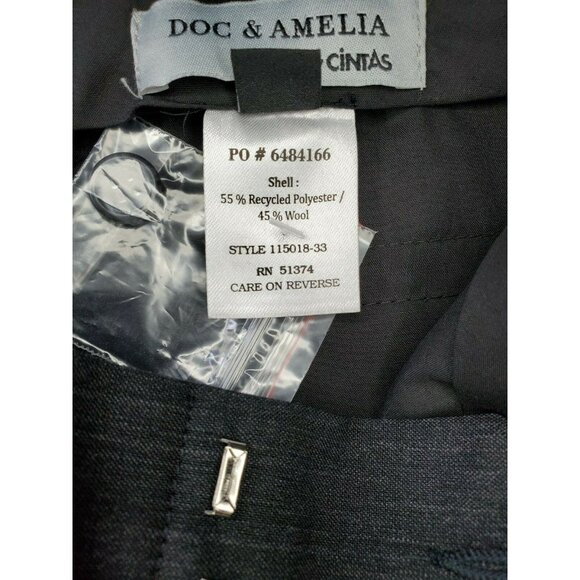 DOC & AMELIA
CINTAS
PO # 6484166
Shell :
55 % Recycled Polyester /
45 % Wool
STYLE 115018-33
RN 51374
CARE ON REVERSE